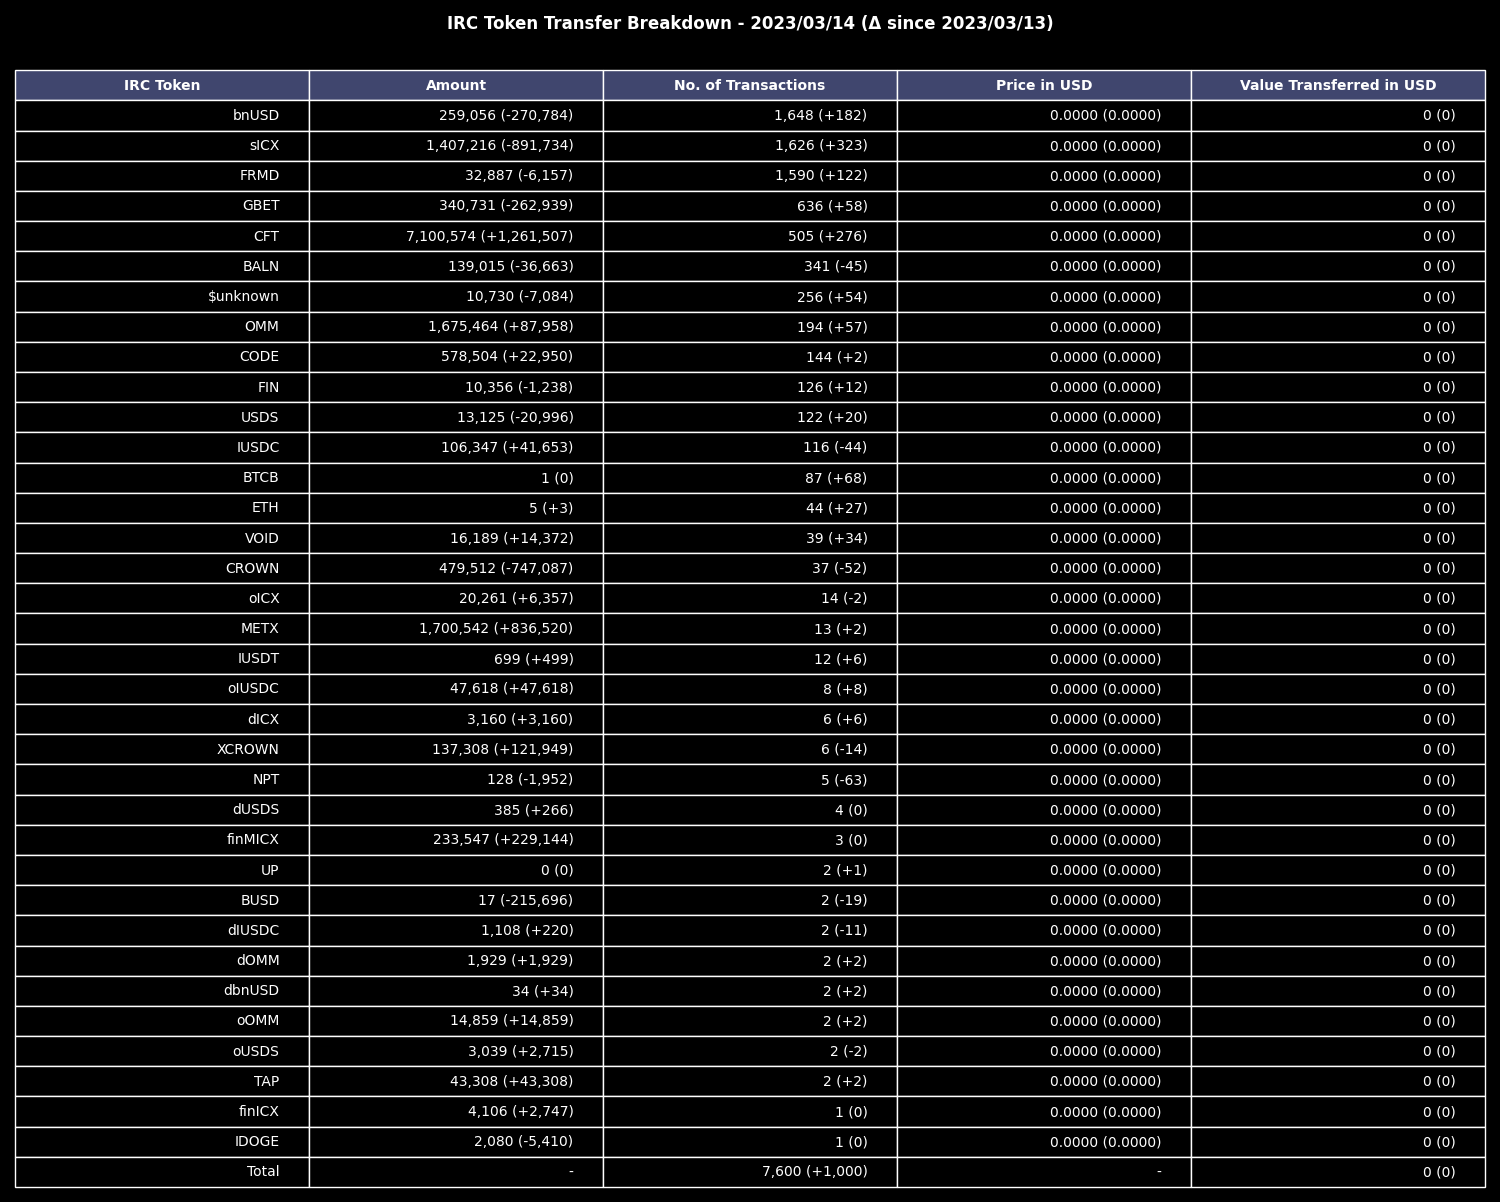 IRC Token Transfer Breakdown - 2023/03/14 (Δ since 2023/03/13)
IRC Token Amount No. of Transactions Price in USD Value Transferred in USD
bnUSD 259,056 (-270,784) 1,648 (+182) 0.0000 (0.0000) 0 (0)
sICX 1,407,216 (-891,734) 1,626 (+323) 0.0000 (0.0000) 0 (0)
FRMD 32,887 (-6,157) 1,590 (+122) 0.0000 (0.0000) 0 (0)
GBET 340,731 (-262,939) 636 (+58) 0.0000 (0.0000) 0 (0)
CFT 7,100,574 (+1,261,507) 505 (+276) 0.0000 (0.0000) 0 (0)
BALN 139,015 (-36,663) 341 (-45) 0.0000 (0.0000) 0 (0)
$unknown 10,730 (-7,084) 256 (+54) 0.0000 (0.0000) 0 (0)
OMM 1,675,464 (+87,958) 194 (+57) 0.0000 (0.0000) 0 (0)
CODE 578,504 (+22,950) 144 (+2) 0.0000 (0.0000) 0 (0)
FIN 10,356 (-1,238) 126 (+12) 0.0000 (0.0000) 0 (0)
USDS 13,125 (-20,996) 122 (+20) 0.0000 (0.0000) 0 (0)
IUSDC 106,347 (+41,653) 116 (-44) 0.0000 (0.0000) 0 (0)
BTCB 1 (0) 87 (+68) 0.0000 (0.0000) 0 (0)
ETH 5 (+3) 44 (+27) 0.0000 (0.0000) 0 (0)
VOID 16,189 (+14,372) 39 (+34) 0.0000 (0.0000) 0 (0)
CROWN 479,512 (-747,087) 37 (-52) 0.0000 (0.0000) 0 (0)
oICX 20,261 (+6,357) 14 (-2) 0.0000 (0.0000) 0 (0)
METX 1,700,542 (+836,520) 13 (+2) 0.0000 (0.0000) 0 (0)
IUSDT 699 (+499) 12 (+6) 0.0000 (0.0000) 0 (0)
oIUSDC 47,618 (+47,618) 8 (+8) 0.0000 (0.0000) 0 (0)
dICX 3,160 (+3,160) 6 (+6) 0.0000 (0.0000) 0 (0)
XCROWN 137,308 (+121,949) 6 (-14) 0.0000 (0.0000) 0 (0)
NPT 128 (-1,952) 5 (-63) 0.0000 (0.0000) 0 (0)
dUSDS 385 (+266) 4 (0) 0.0000 (0.0000) 0 (0)
finMICX 233,547 (+229,144) 3 (0) 0.0000 (0.0000) 0 (0)
UP 0 (0) 2 (+1) 0.0000 (0.0000) 0 (0)
BUSD 17 (-215,696) 2 (-19) 0.0000 (0.0000) 0 (0)
dIUSDC 1,108 (+220) 2 (-11) 0.0000 (0.0000) 0 (0)
dOMM 1,929 (+1,929) 2 (+2) 0.0000 (0.0000) 0 (0)
dbnUSD 34 (+34) 2 (+2) 0.0000 (0.0000) 0 (0)
oOMM 14,859 (+14,859) 2 (+2) 0.0000 (0.0000) 0 (0)
oUSDS 3,039 (+2,715) 2 (-2) 0.0000 (0.0000) 0 (0)
TAP 43,308 (+43,308) 2 (+2) 0.0000 (0.0000) 0 (0)
finICX 4,106 (+2,747) 1 (0) 0.0000 (0.0000) 0 (0)
IDOGE 2,080 (-5,410) 1 (0) 0.0000 (0.0000) 0 (0)
Total - 7,600 (+1,000) - 0 (0)